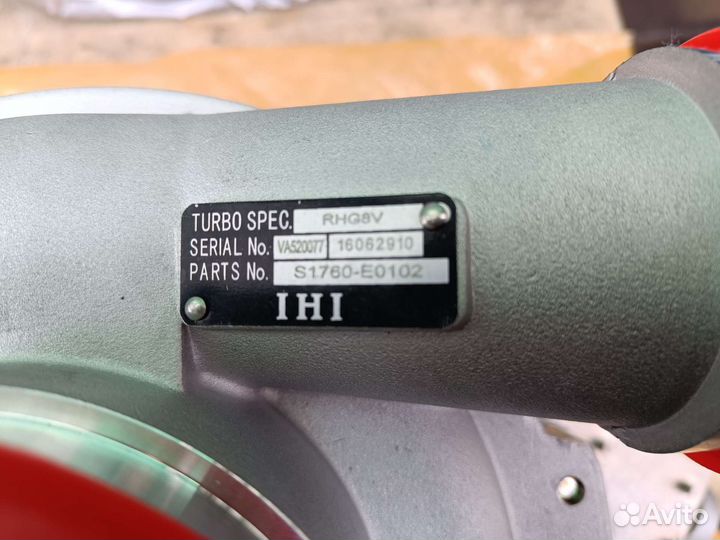 TURBO SPEC. RHG8V
SERIAL No. VA520077 16062910
PARTS No. S1760-E0102
IHI
Avito